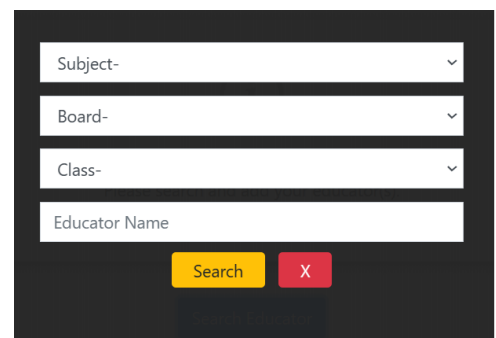 Subject-
Board-
Class-
Educator Name
Search X
Search Educator